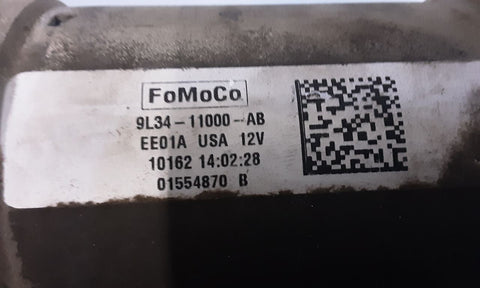 FoMoCo
9L34-11000-AB
EE01A USA 12V
10162 14:02:28
01554870 B